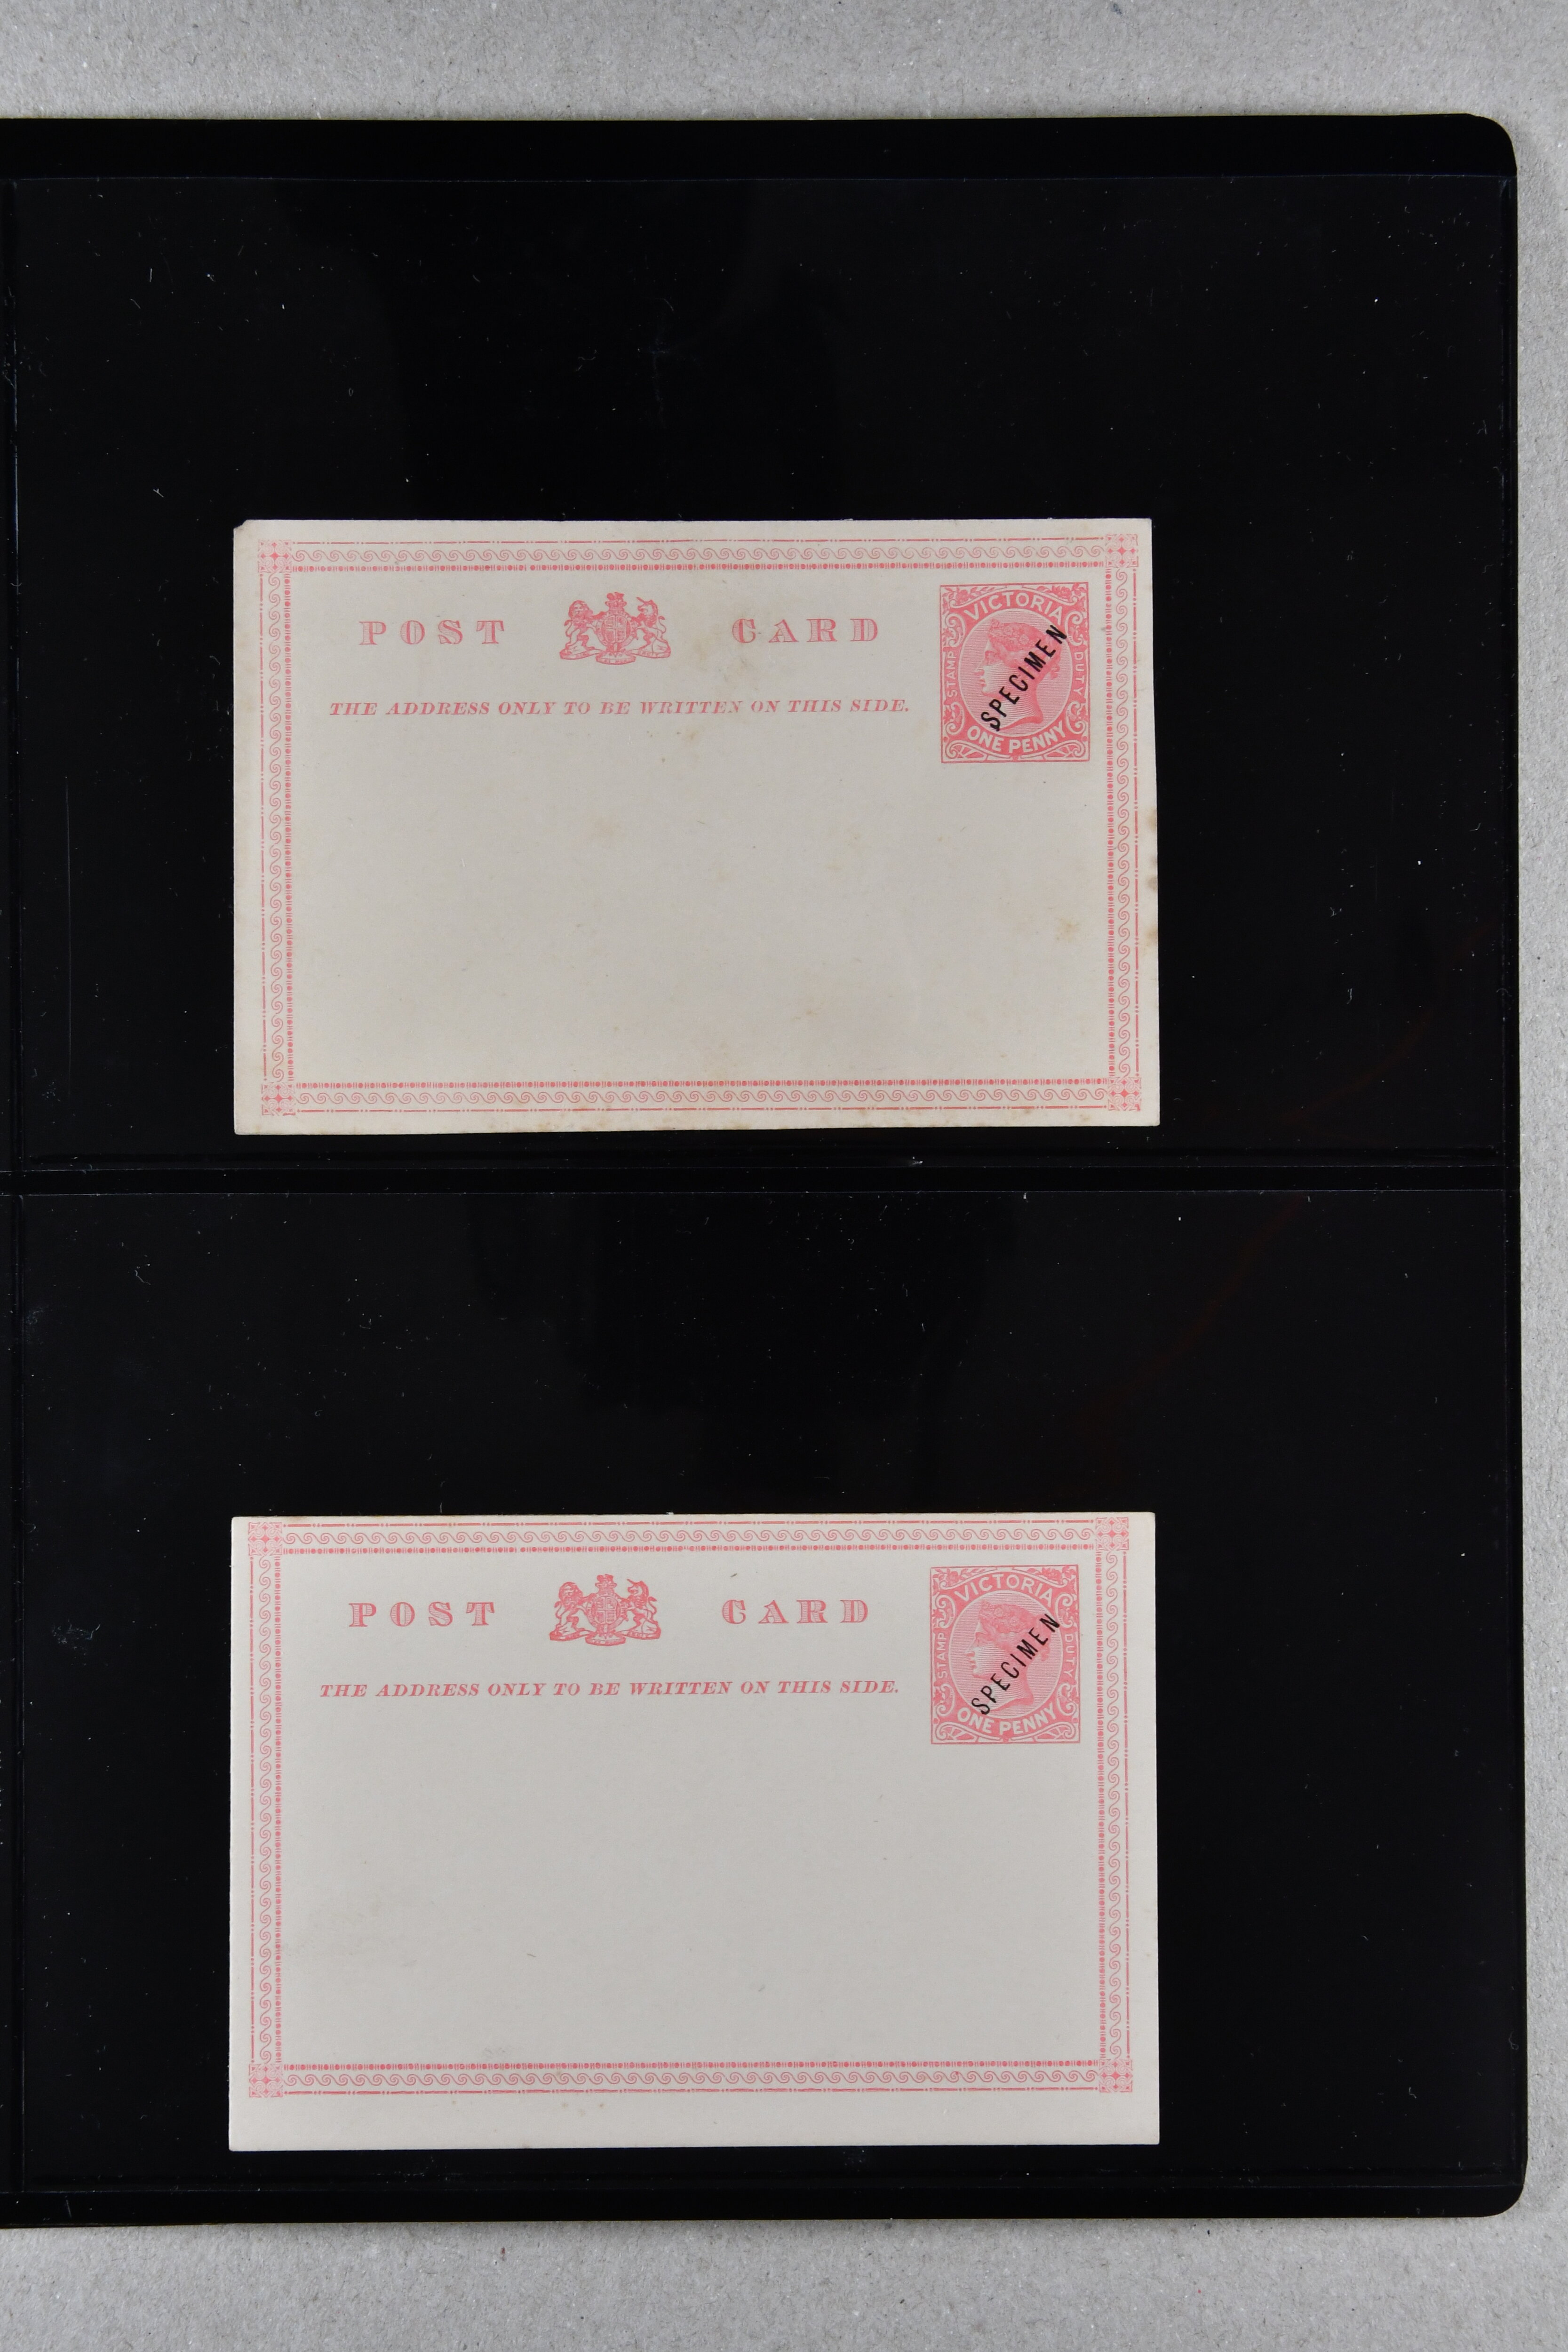 POST CARD
THE ADDRESS ONLY TO BE WRITTEN ON THIS SIDE.
VICTORIA
STAMP
DUTY
SPECIMEN
ONE PENNY
POST CARD
THE ADDRESS ONLY TO BE WRITTEN ON THIS SIDE.
VICTORIA
STAMP
DUTY
SPECIMEN
ONE PENNY